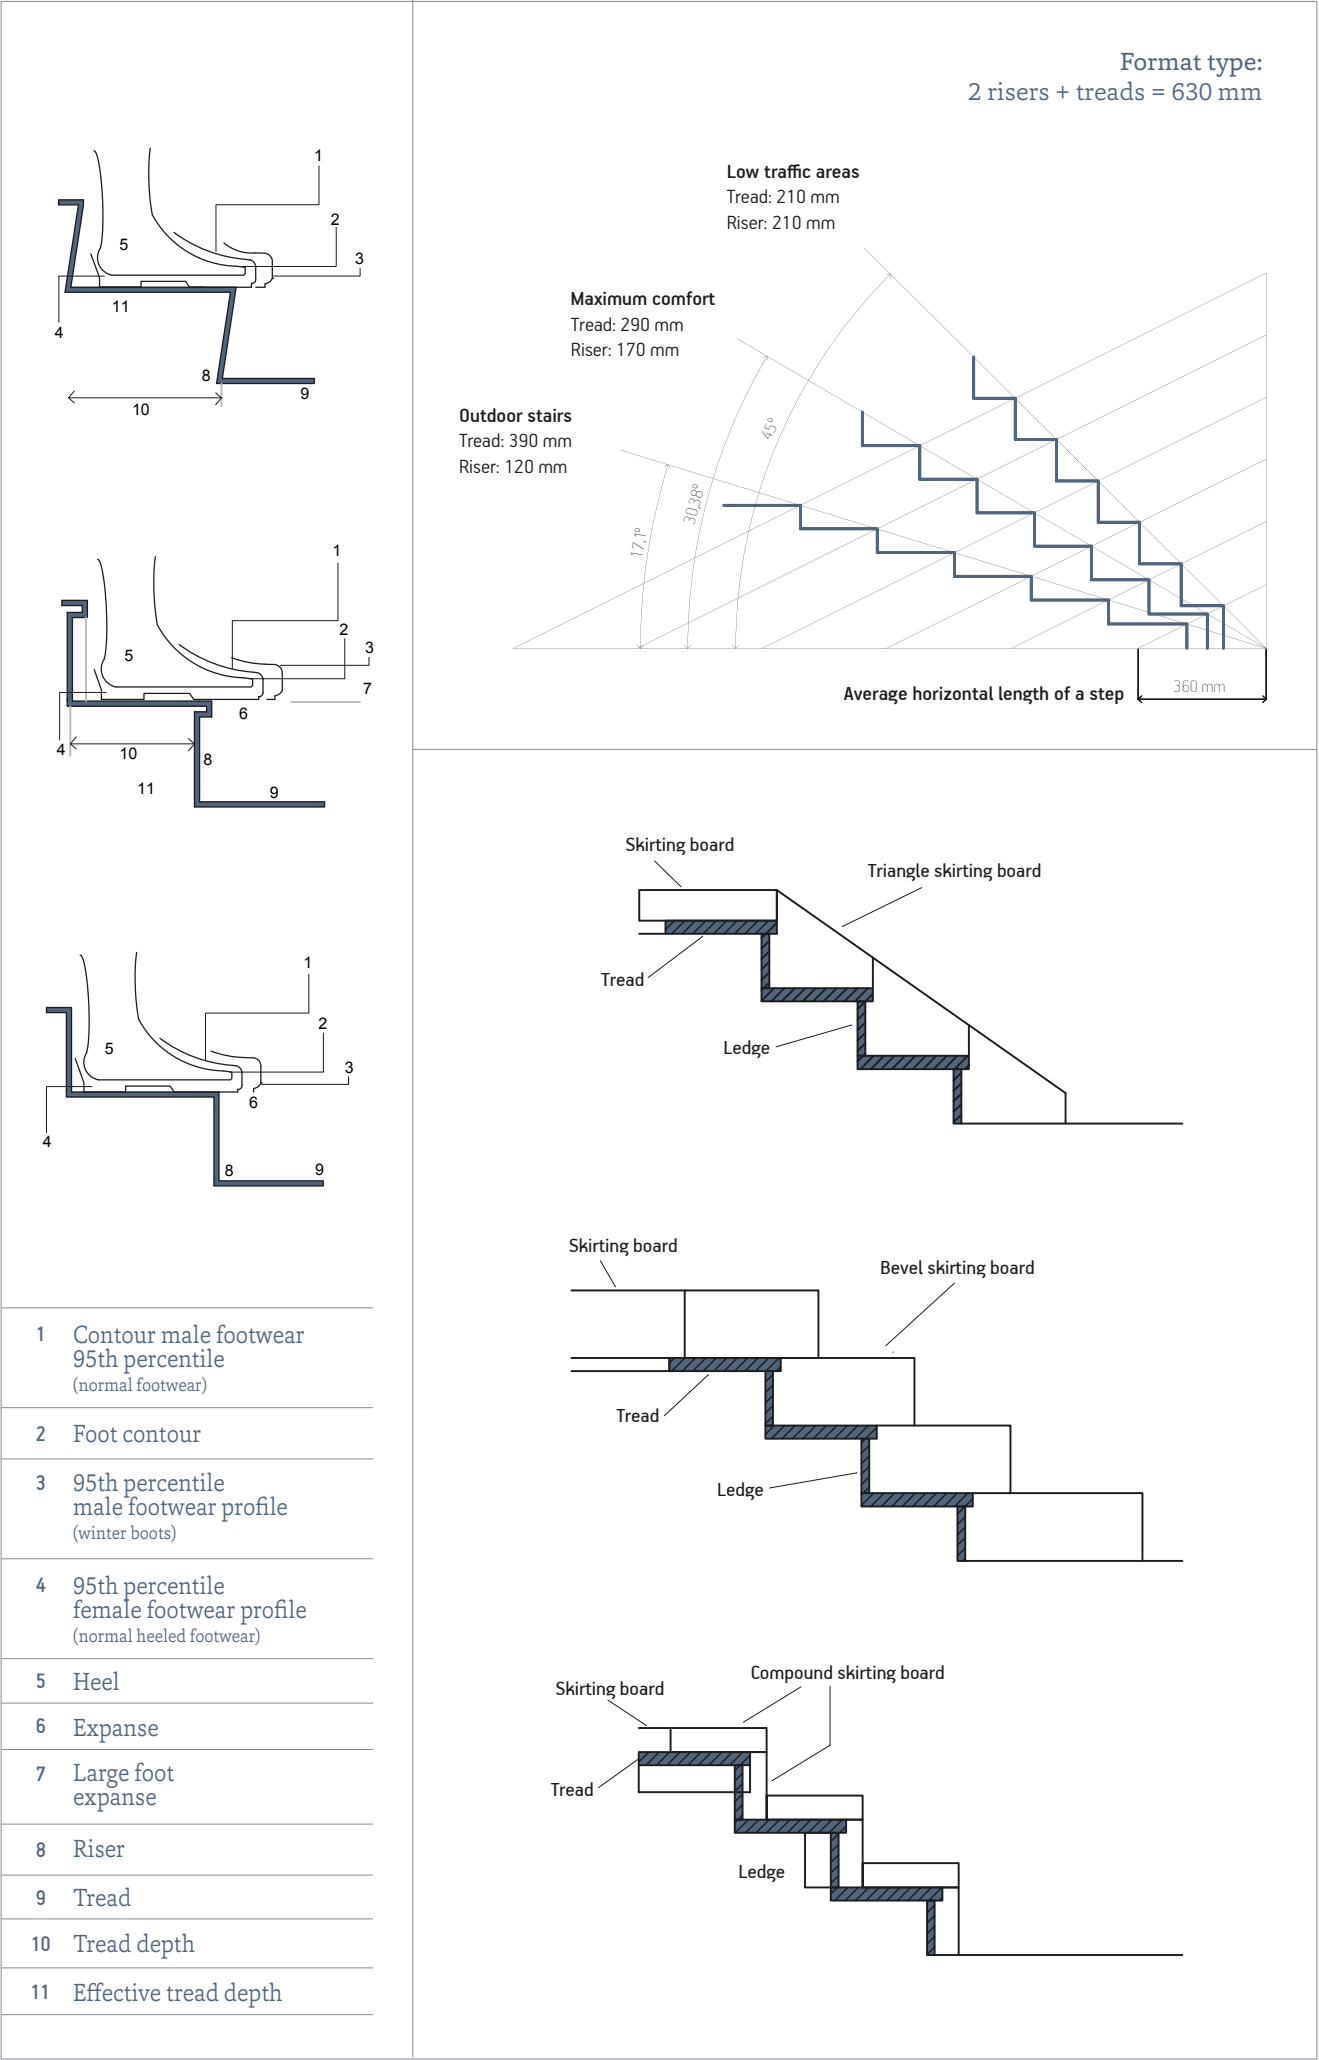 Format type:
2 risers + treads = 630 mm
Low traffic areas
Tread: 210 mm
Riser: 210 mm
Maximum comfort
Tread: 290 mm
Riser: 170 mm
Outdoor stairs
Tread: 390 mm
Riser: 120 mm
45º
30,38º
17,1º
360 mm
Average horizontal length of a step
1
2
3
5
11
4
8
9
10
1
2
3
5
7
6
4
10
8
11
9
1
2
5
3
6
4
8
9
Skirting board
Triangle skirting board
Tread
Ledge
Skirting board
Bevel skirting board
Tread
Ledge
Compound skirting board
Skirting board
Tread
Ledge
1 Contour male footwear
95th percentile
(normal footwear)
2 Foot contour
3 95th percentile
male footwear profile
(winter boots)
4 95th percentile
female footwear profile
(normal heeled footwear)
5 Heel
6 Expanse
7 Large foot
expanse
8 Riser
9 Tread
10 Tread depth
11 Effective tread depth